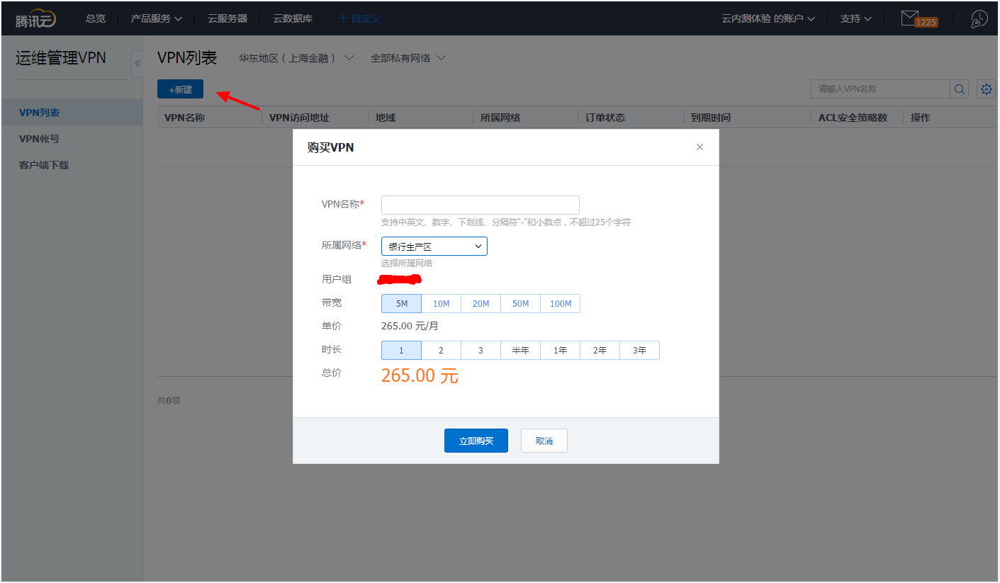 腾讯云 总览 产品服务 云服务器 云数据库 + 自定义 云内测体验 的账户 支持 1225
运维管理VPN
«
VPN列表 华东地区（上海金融） 全部私有网络
+新建 请输入VPN名称
VPN列表
VPN帐号
客户端下载
VPN名称 VPN访问地址 地域 所属网络 订单状态 到期时间 ACL安全策略数 操作
购买VPN ×
VPN名称*
支持中英文、数字、下划线、分隔符"-"和小数点，不超过25个字符
所属网络* 银行生产区
选择所属网络
用户组
带宽 5M 10M 20M 50M 100M
单价 265.00 元/月
时长 1 2 3 半年 1年 2年 3年
总价 265.00 元
共0项
立即购买 取消